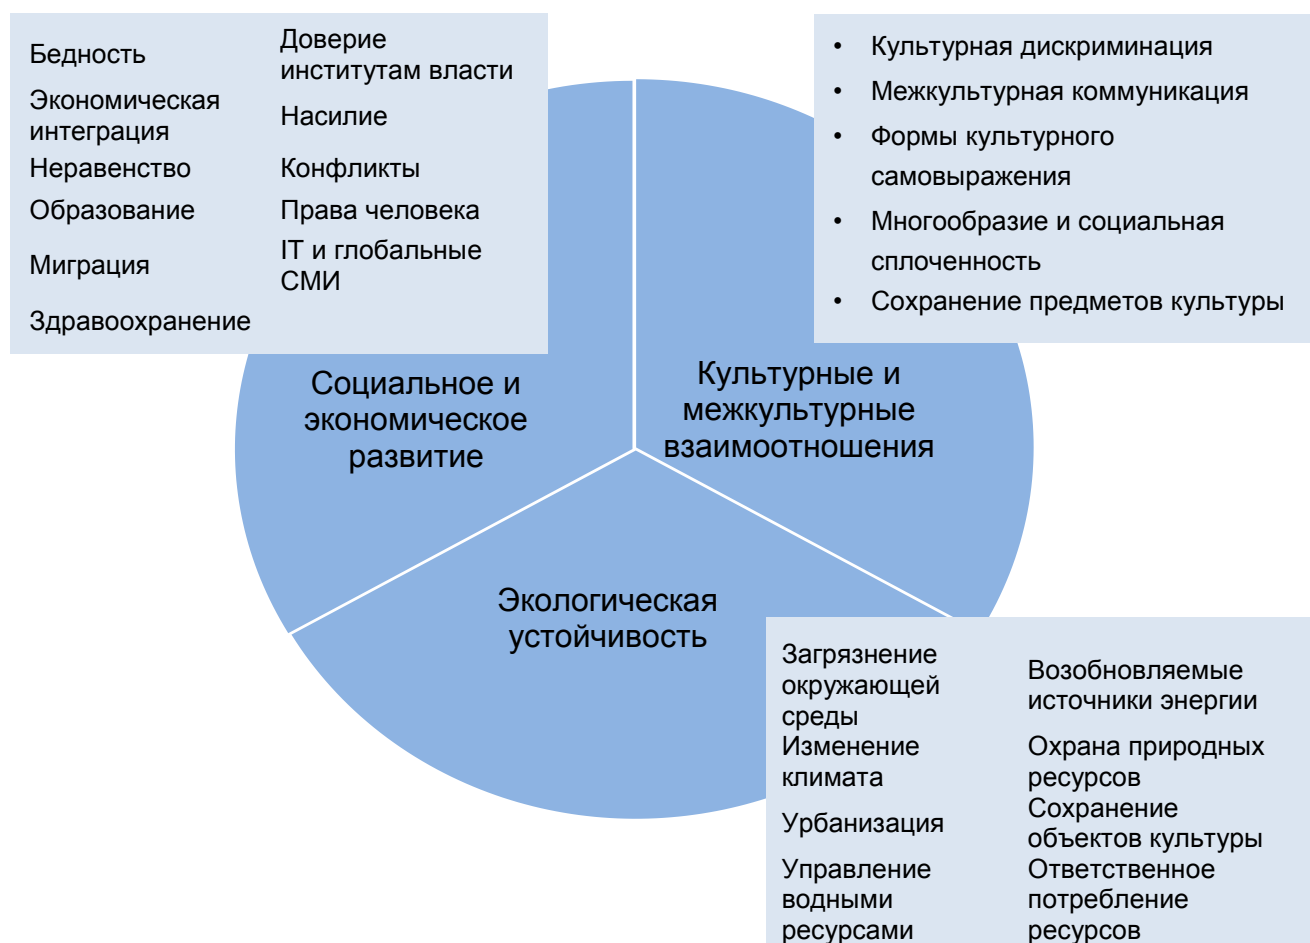 Бедность
Доверие
институтам власти
Экономическая
интеграция
Насилие
Неравенство
Конфликты
Образование
Права человека
Миграция
IT и глобальные
СМИ
Здравоохранение
• Культурная дискриминация
• Межкультурная коммуникация
• Формы культурного
самовыражения
• Многообразие и социальная
сплоченность
• Сохранение предметов культуры
Социальное и
экономическое
развитие
Культурные и
межкультурные
взаимоотношения
Экологическая
устойчивость
Загрязнение
окружающей
среды
Возобновляемые
источники энергии
Изменение
климата
Охрана природных
ресурсов
Урбанизация
Сохранение
объектов культуры
Управление
водными
ресурсами
Ответственное
потребление
ресурсов